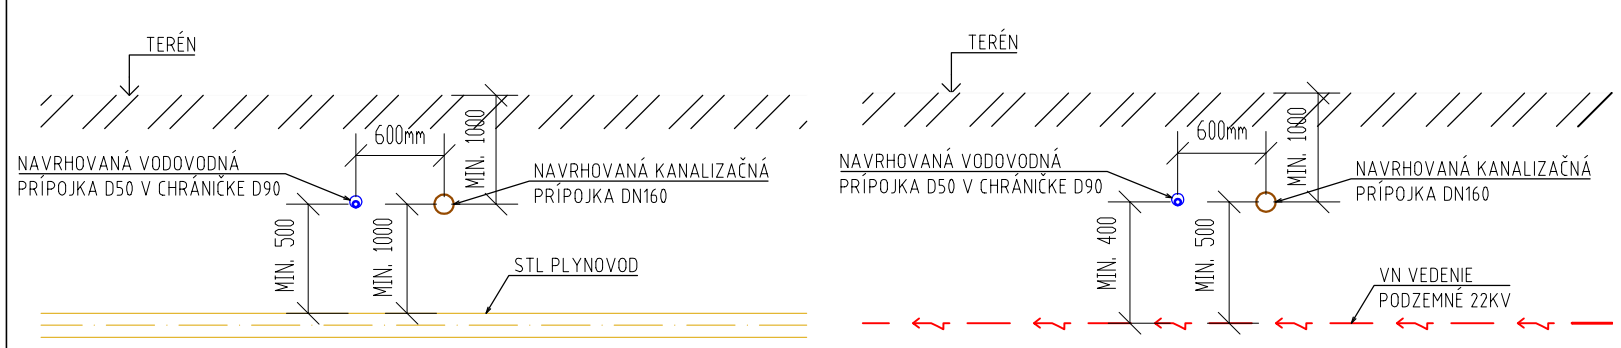 TERÉN
600mm
MIN. 1000
NAVRHOVANÁ VODOVODNÁ
PRÍPOJKA D50 V CHRÁNIČKE D90
NAVRHOVANÁ KANALIZAČNÁ
PRÍPOJKA DN160
MIN. 500
MIN. 1000
STL PLYNOVOD
TERÉN
600mm
MIN. 1000
NAVRHOVANÁ VODOVODNÁ
PRÍPOJKA D50 V CHRÁNIČKE D90
NAVRHOVANÁ KANALIZAČNÁ
PRÍPOJKA DN160
MIN. 400
MIN. 500
VN VEDENIE
PODZEMNÉ 22KV